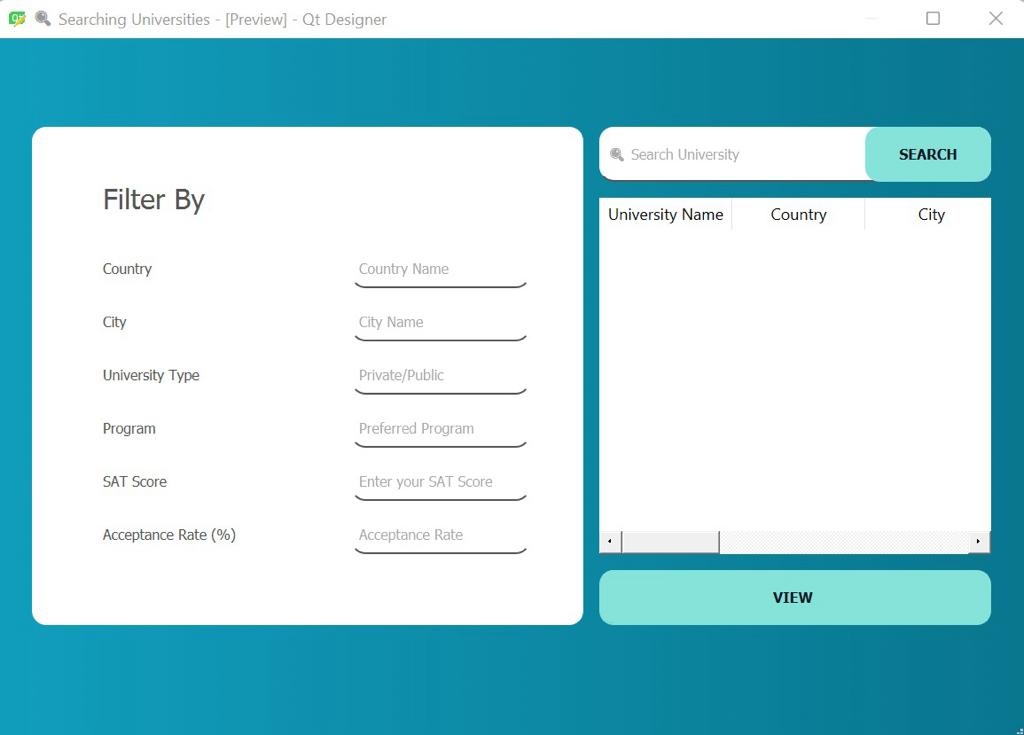 Searching Universities - [Preview] - Qt Designer
Filter By
Country
Country Name
City
City Name
University Type
Private/Public
Program
Preferred Program
SAT Score
Enter your SAT Score
Acceptance Rate (%)
Acceptance Rate
Search University
SEARCH
University Name
Country
City
VIEW